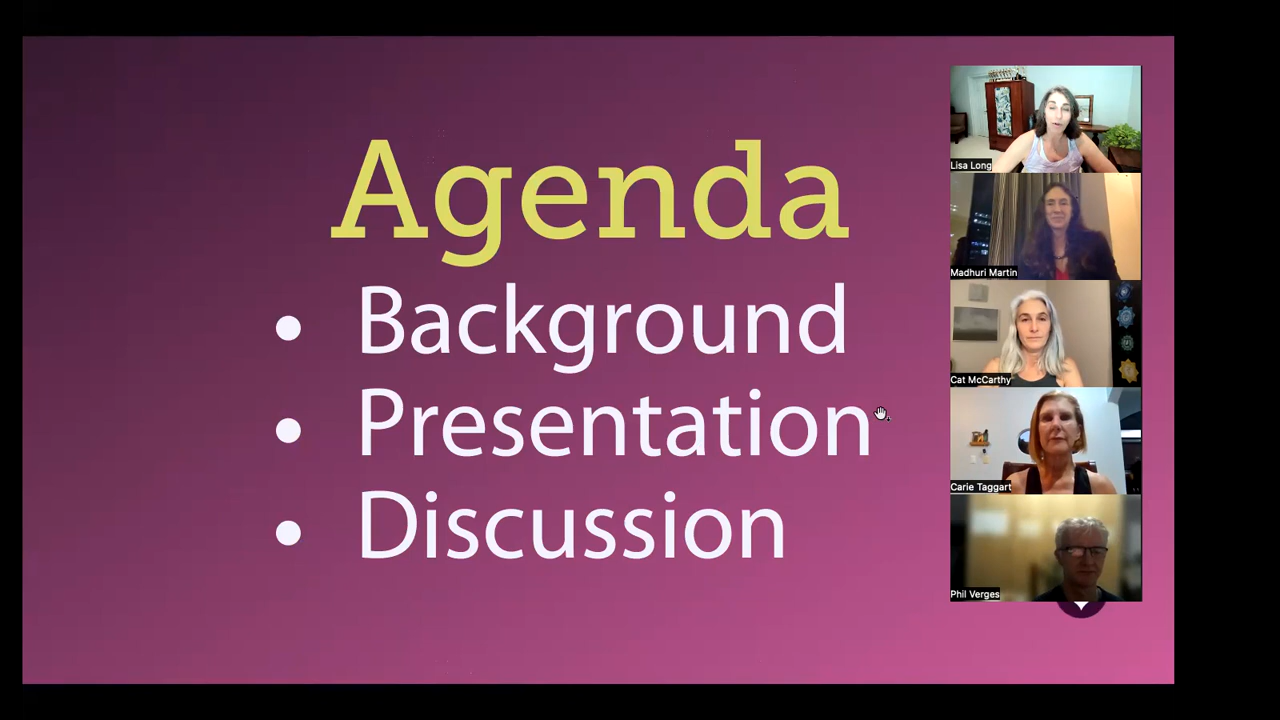 Agenda
• Background
• Presentation
• Discussion
Lisa Long
Madhuri Martin
Cat McCarthy
Carie Taggart
Phil Verges